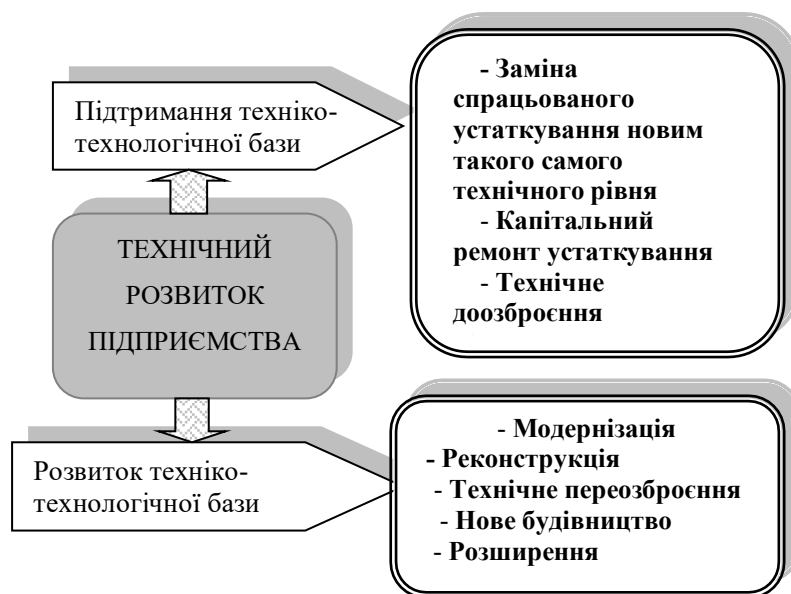 Підтримання техніко-
технологічної бази
- Заміна
спрацьованого
устаткування новим
такого самого
технічного рівня
- Капітальний
ремонт устаткування
- Технічне
доозброєння
ТЕХНІЧНИЙ
РОЗВИТОК
ПІДПРИЄМСТВА
Розвиток техніко-
технологічної бази
- Модернізація
- Реконструкція
- Технічне переозброєння
- Нове будівництво
- Розширення